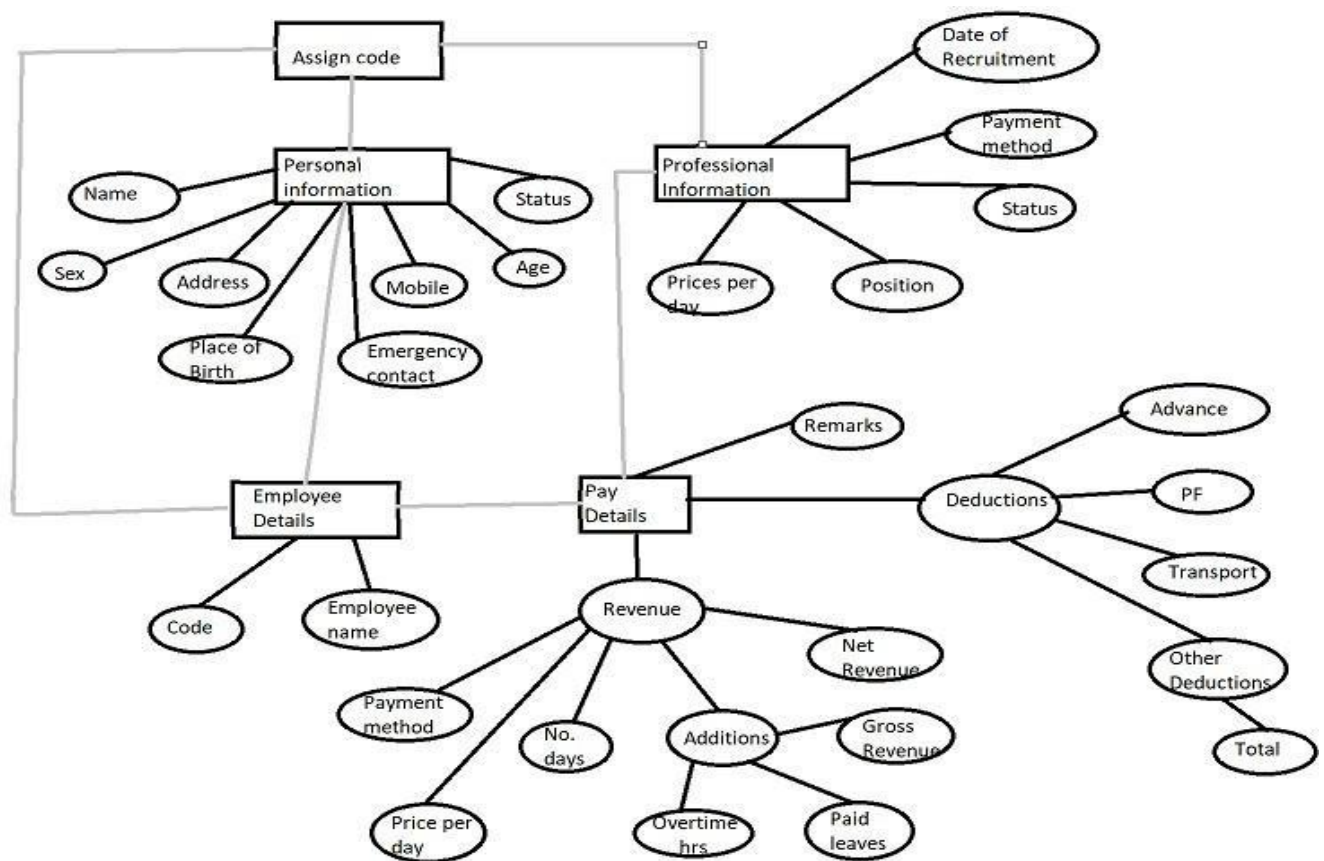 Assign code
Date of
Recruitment
Payment
method
Personal
information
Professional
Information
Name
Status
Status
Sex
Address
Mobile
Age
Prices per
day
Position
Place of
Birth
Emergency
contact
Remarks
Advance
Employee
Details
Pay
Details
Deductions
PF
Transport
Code
Employee
name
Revenue
Net
Revenue
Other
Deductions
Payment
method
No.
days
Additions
Gross
Revenue
Total
Price per
day
Overtime
hrs
Paid
leaves